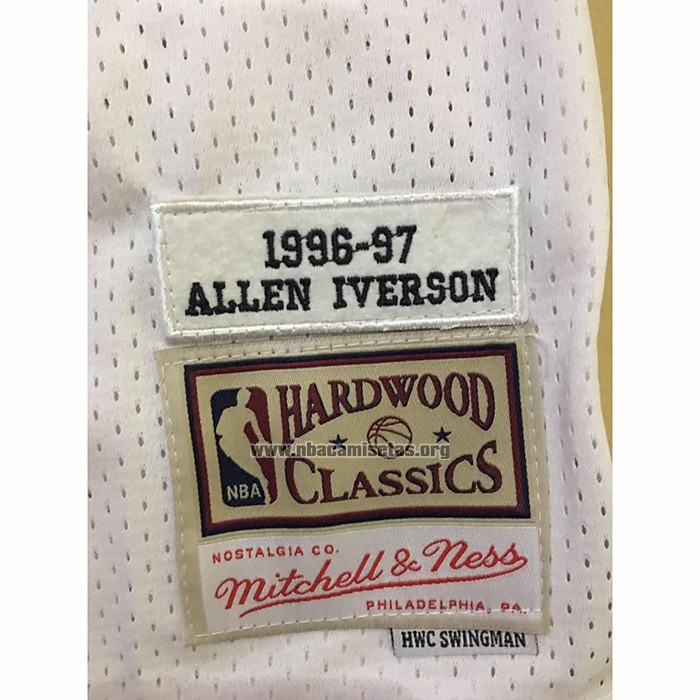 1996-97
ALLEN IVERSON
HARDWOOD
www.nbacamisetas.org
NBA
CLASSICS
NOSTALGIA CO.
Mitchell & Ness
PHILADELPHIA, PA.
HWC SWINGMAN